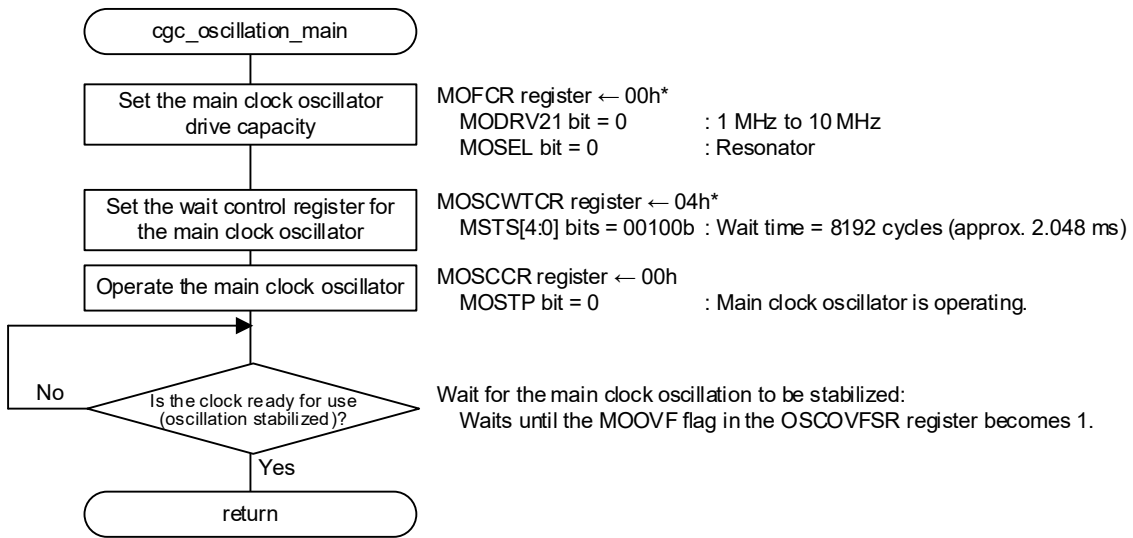 cgc_oscillation_main
Set the main clock oscillator
drive capacity
MOFCR register ← 00h*
MODRV21 bit = 0 : 1 MHz to 10 MHz
MOSEL bit = 0 : Resonator
Set the wait control register for
the main clock oscillator
MOSCWTCR register ← 04h*
MSTS[4:0] bits = 00100b : Wait time = 8192 cycles (approx. 2.048 ms)
Operate the main clock oscillator
MOSCCR register ← 00h
MOSTP bit = 0 : Main clock oscillator is operating.
No
Is the clock ready for use
(oscillation stabilized)?
Wait for the main clock oscillation to be stabilized:
Waits until the MOOVF flag in the OSCOVFSR register becomes 1.
Yes
return